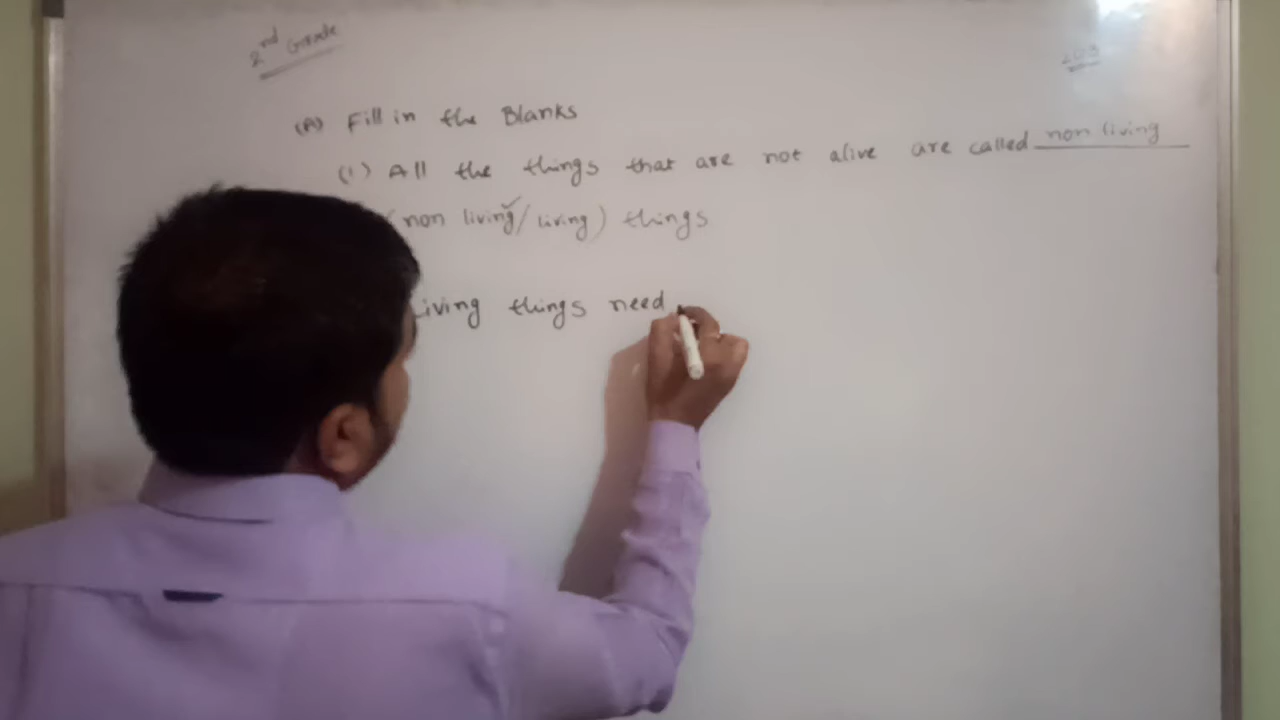 2nd Grade
(A) Fill in the Blanks
(1) All the things that are not alive are called non living
(non living/living) things
Living things need